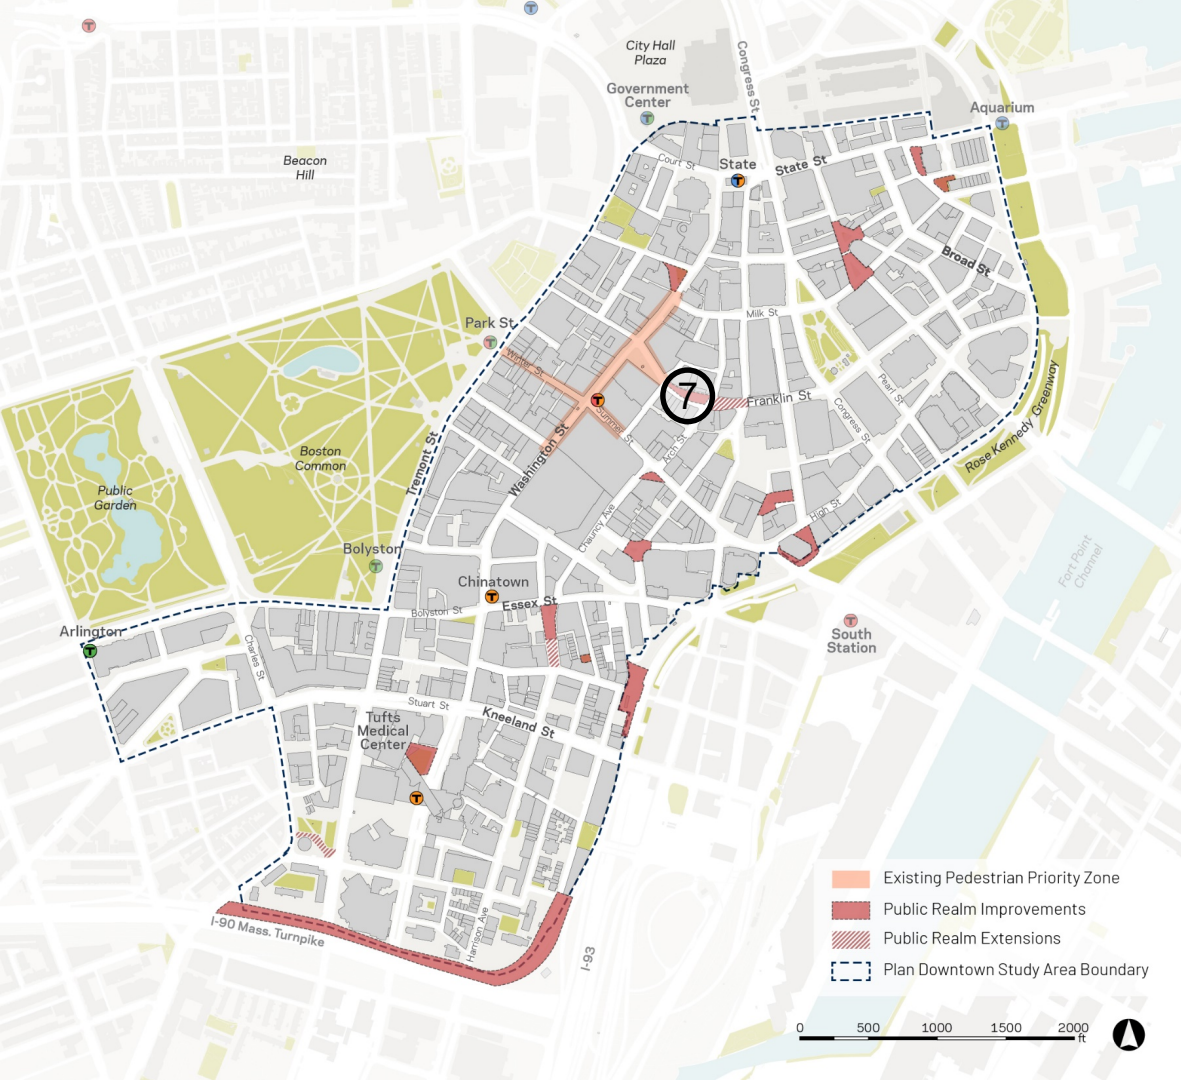 City Hall
Plaza
Congress St
Government
Center
Aquarium
Beacon
Hill
Court St
State
State St
Broad St
Park St
Milk St
Winter St
7
Franklin St
Pearl St
Congress St
Summer St
Arch St
Washington St
Tremont St
Boston
Common
Public
Garden
Rose Kennedy Greenway
High St
Chauncy Ave
Bolyston
Chinatown
Essex St
Bolyston St
Fort Point
Channel
South
Station
Arlington
Charles St
Stuart St
Kneeland St
Tufts
Medical
Center
Harrison Ave
I-90 Mass. Turnpike
I-93
Existing Pedestrian Priority Zone
Public Realm Improvements
Public Realm Extensions
Plan Downtown Study Area Boundary
0 500 1000 1500 2000
ft
T
T
T
T
T
T
T
T
T
T
T